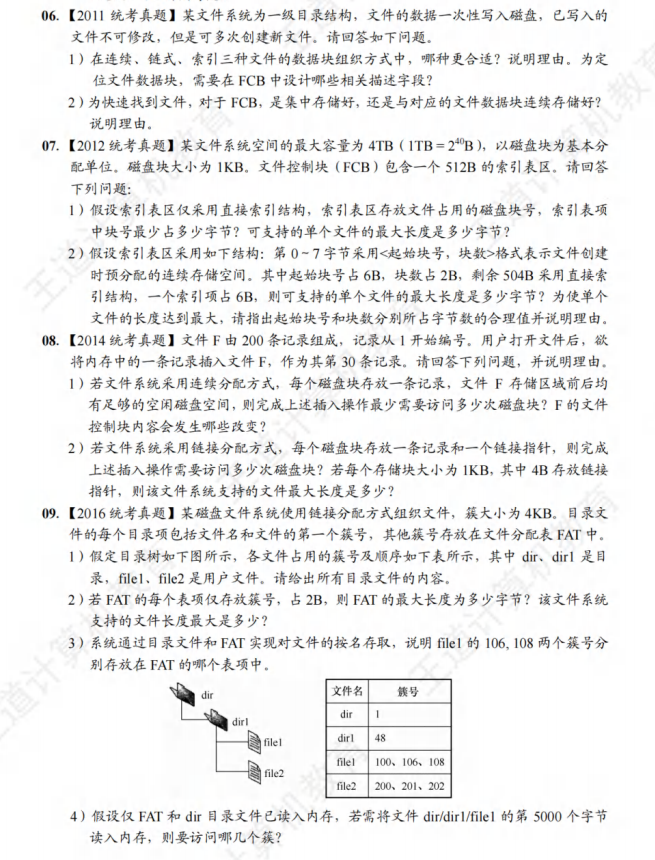 06.【2011 统考真题】某文件系统为一级目录结构，文件的数据一次性写入磁盘，已写入的
文件不可修改，但是可多次创建新文件。请回答如下问题。
1）在连续、链式、索引三种文件的数据块组织方式中，哪种更合适？说明理由。为定
位文件数据块，需要在 FCB 中设计哪些相关描述字段？
2）为快速找到文件，对于 FCB，是集中存储好，还是与对应的文件数据块连续存储好？
说明理由。
07.【2012 统考真题】某文件系统空间的最大容量为 4TB（1TB = 2⁴⁰B），以磁盘块为基本分
配单位。磁盘块大小为 1KB。文件控制块（FCB）包含一个 512B 的索引表区。请回答
下列问题：
1）假设索引表区仅采用直接索引结构，索引表区存放文件占用的磁盘块号，索引表项
中块号最少占多少字节？可支持的单个文件的最大长度是多少字节？
2）假设索引表区采用如下结构：第 0～7 字节采用<起始块号，块数>格式表示文件创建
时预分配的连续存储空间。其中起始块号占 6B，块数占 2B，剩余 504B 采用直接索
引结构，一个索引项占 6B，则可支持的单个文件的最大长度是多少字节？为使单个
文件的长度达到最大，请指出起始块号和块数分别所占字节数的合理值并说明理由。
08.【2014 统考真题】文件 F 由 200 条记录组成，记录从 1 开始编号。用户打开文件后，欲
将内存中的一条记录插入文件 F，作为其第 30 条记录。请回答下列问题，并说明理由。
1）若文件系统采用连续分配方式，每个磁盘块存放一条记录，文件 F 存储区域前后均
有足够的空闲磁盘空间，则完成上述插入操作最少需要访问多少次磁盘块？F 的文件
控制块内容会发生哪些改变？
2）若文件系统采用链接分配方式，每个磁盘块存放一条记录和一个链接指针，则完成
上述插入操作需要访问多少次磁盘块？若每个存储块大小为 1KB，其中 4B 存放链接
指针，则该文件系统支持的文件最大长度是多少？
09.【2016 统考真题】某磁盘文件系统使用链接分配方式组织文件，簇大小为 4KB。目录文
件的每个目录项包括文件名和文件的第一个簇号，其他簇号存放在文件分配表 FAT 中。
1）假定目录树如下图所示，各文件占用的簇号及顺序如下表所示，其中 dir、dir1 是目
录，file1、file2 是用户文件。请给出所有目录文件的内容。
2）若 FAT 的每个表项仅存放簇号，占 2B，则 FAT 的最大长度为多少字节？该文件系统
支持的文件长度最大是多少？
3）系统通过目录文件和 FAT 实现对文件的按名存取，说明 file1 的 106, 108 两个簇号分
别存放在 FAT 的哪个表项中。
dir
dir1
file1
file2
文件名 簇号
dir 1
dir1 48
file1 100、106、108
file2 200、201、202
4）假设仅 FAT 和 dir 目录文件已读入内存，若需将文件 dir/dir1/file1 的第 5000 个字节
读入内存，则要访问哪几个簇？
王道计算机教育